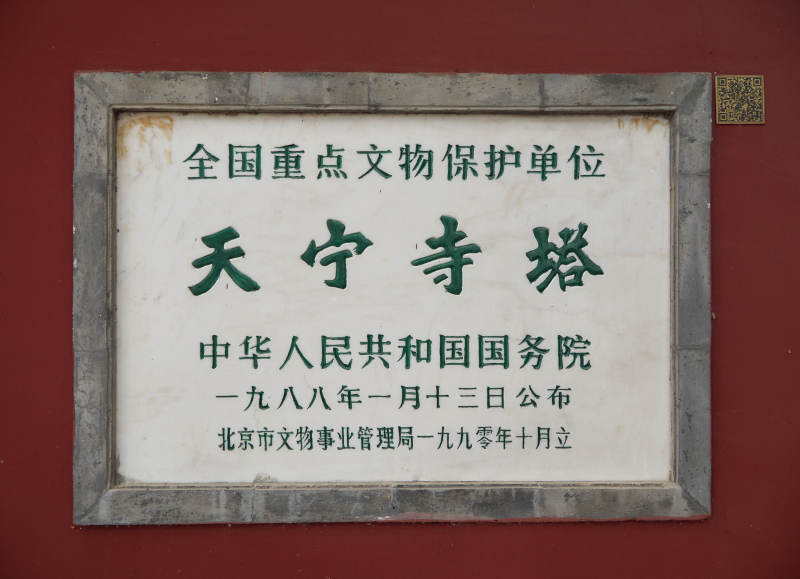 全国重点文物保护单位
天宁寺塔
中华人民共和国国务院
一九八八年一月十三日公布
北京市文物事业管理局一九九零年十月立